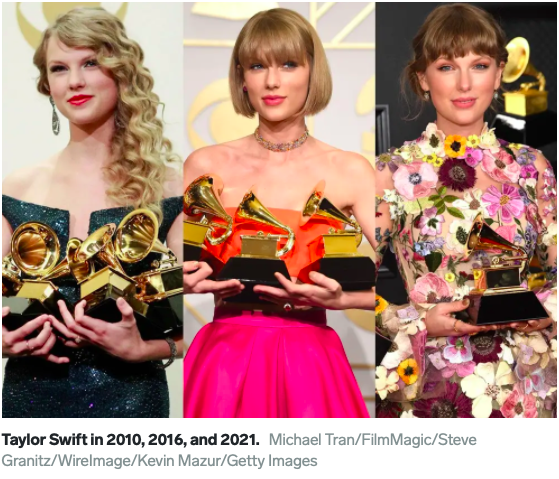 Taylor Swift in 2010, 2016, and 2021. Michael Tran/FilmMagic/Steve
Granitz/WireImage/Kevin Mazur/Getty Images